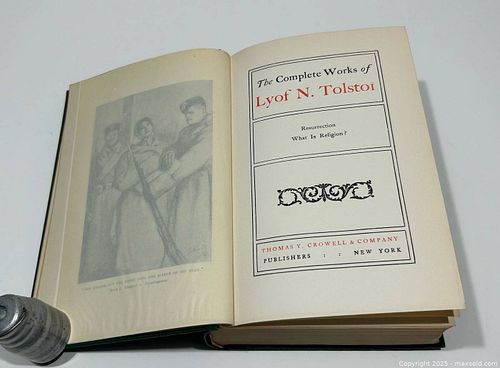 The Complete Works of
Lyof N. Tolstoi
Resurrection
What Is Religion?
THOMAS Y. CROWELL & COMPANY
PUBLISHERS : : NEW YORK
Copyright 2025 - maxsold.com